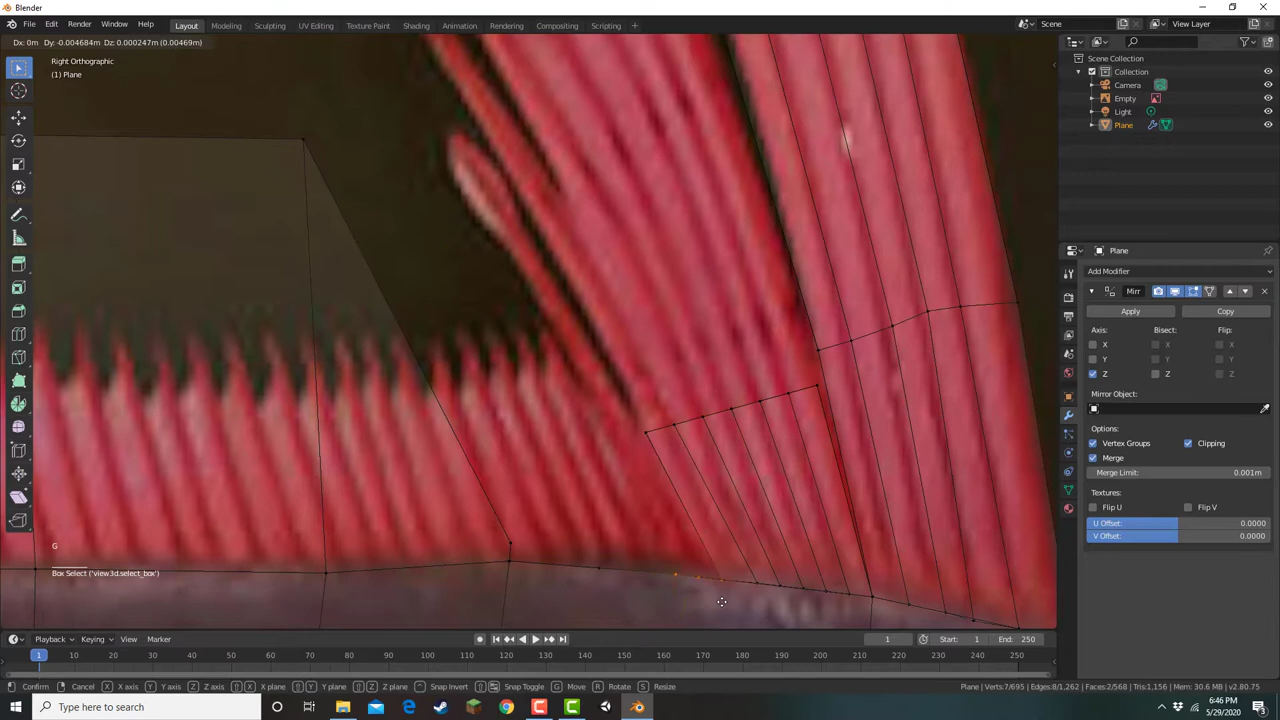 Blender
File Edit Render Window Help Layout Modeling Sculpting UV Editing Texture Paint Shading Animation Rendering Compositing Scripting + Scene View Layer
Dx: 0m Dy: -0.004684m Dz: 0.000247m (0.00469m)
Right Orthographic
(1) Plane
Scene Collection
Collection
Camera
Empty
Light
Plane
Plane
Add Modifier
Mirr
Apply Copy
Axis: Bisect: Flip:
X X X
Y Y Y
Z Z Z
Mirror Object:
Options:
Vertex Groups Clipping
Merge
Merge Limit: 0.001m
Textures:
Flip U Flip V
U Offset: 0.0000
V Offset: 0.0000
G
Box Select ('view3d.select_box')
Playback Keying View Marker 1 Start: 1 End: 250
1 10 20 30 40 50 60 70 80 90 100 110 120 130 140 150 160 170 180 190 200 210 220 230 240 250
Confirm Cancel X X axis Y Y axis Z Z axis X X plane Y Y plane Z Z plane Snap Invert Snap Toggle G Move R Rotate S Resize Plane | Verts:7/695 | Edges:8/1,262 | Faces:2/568 | Tris:1,156 | Mem: 30.6 MB | v2.80.75
Type here to search
6:46 PM
5/29/2020